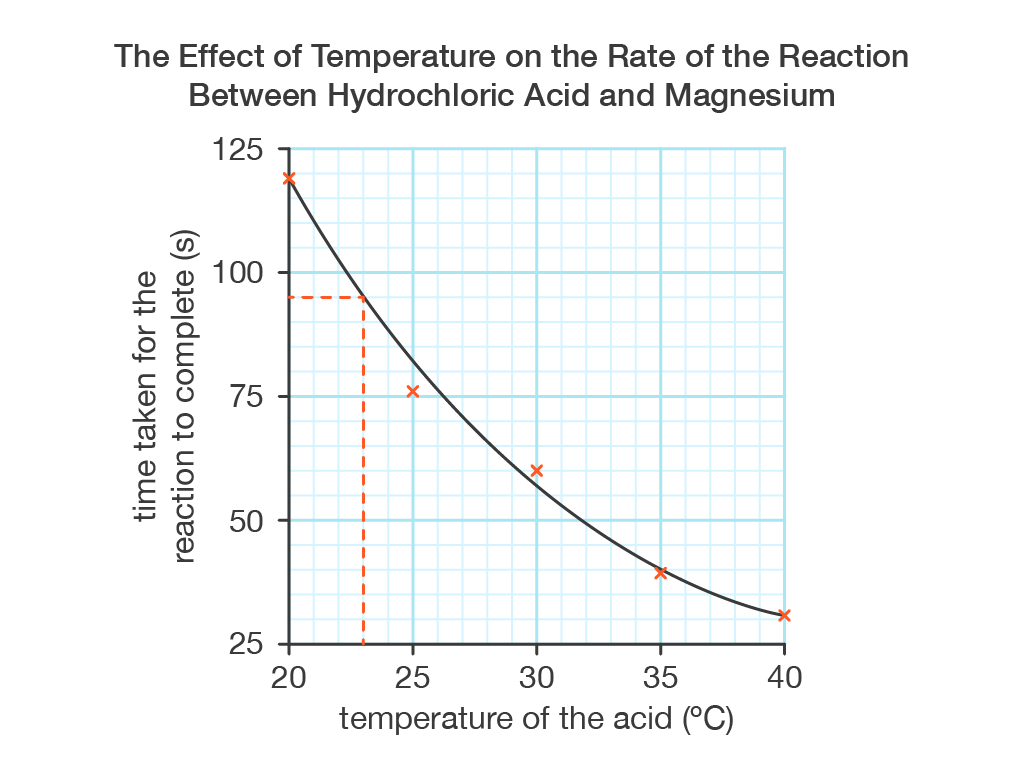 The Effect of Temperature on the Rate of the Reaction
Between Hydrochloric Acid and Magnesium
time taken for the
reaction to complete (s)
125
100
75
50
25
20 25 30 35 40
temperature of the acid (ºC)